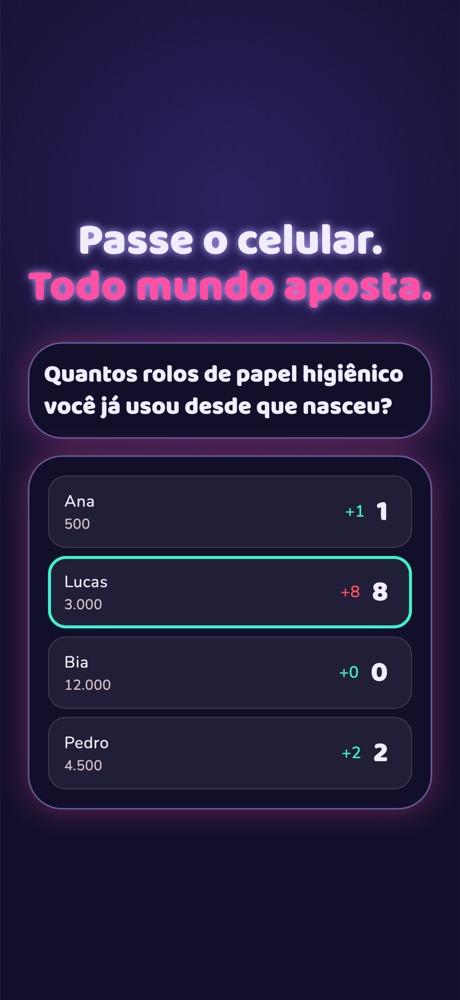 Passe o celular.
Todo mundo aposta.
Quantos rolos de papel higiênico
você já usou desde que nasceu?
Ana
500
+1 1
Lucas
3.000
+8 8
Bia
12.000
+0 0
Pedro
4.500
+2 2